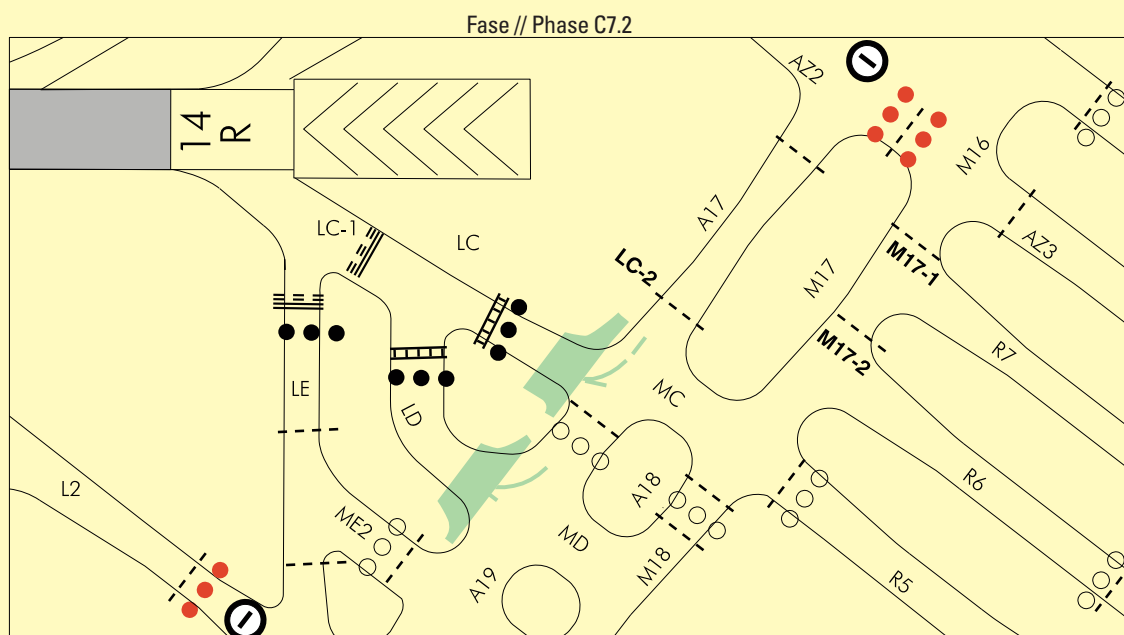 Fase // Phase C7.2
14
R
AZ2
M16
LC-1
LC
A17
AZ3
LC-2
M17
M17-1
R7
M17-2
LE
LD
MC
L2
ME2
A18
R6
MD
M18
A19
R5